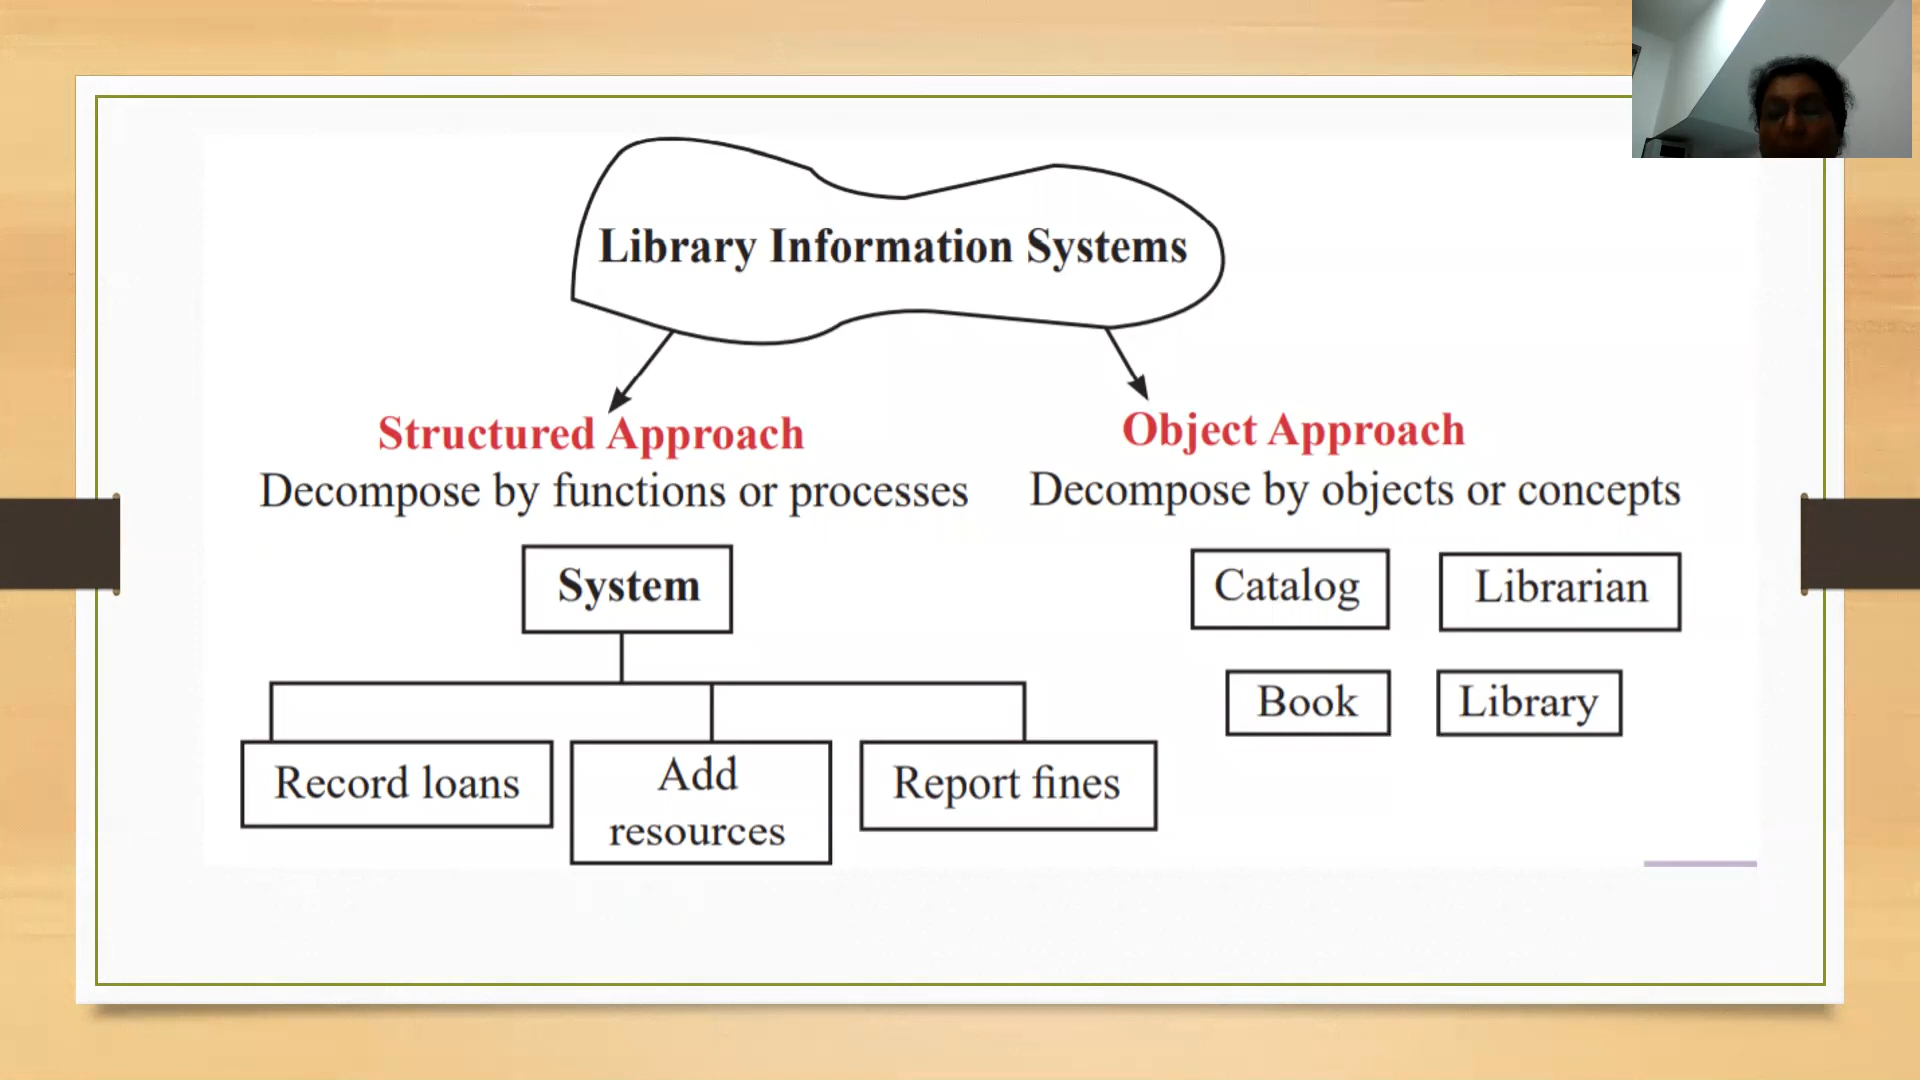 Library Information Systems
Structured Approach
Decompose by functions or processes
System
Record loans
Add
resources
Report fines
Object Approach
Decompose by objects or concepts
Catalog
Librarian
Book
Library